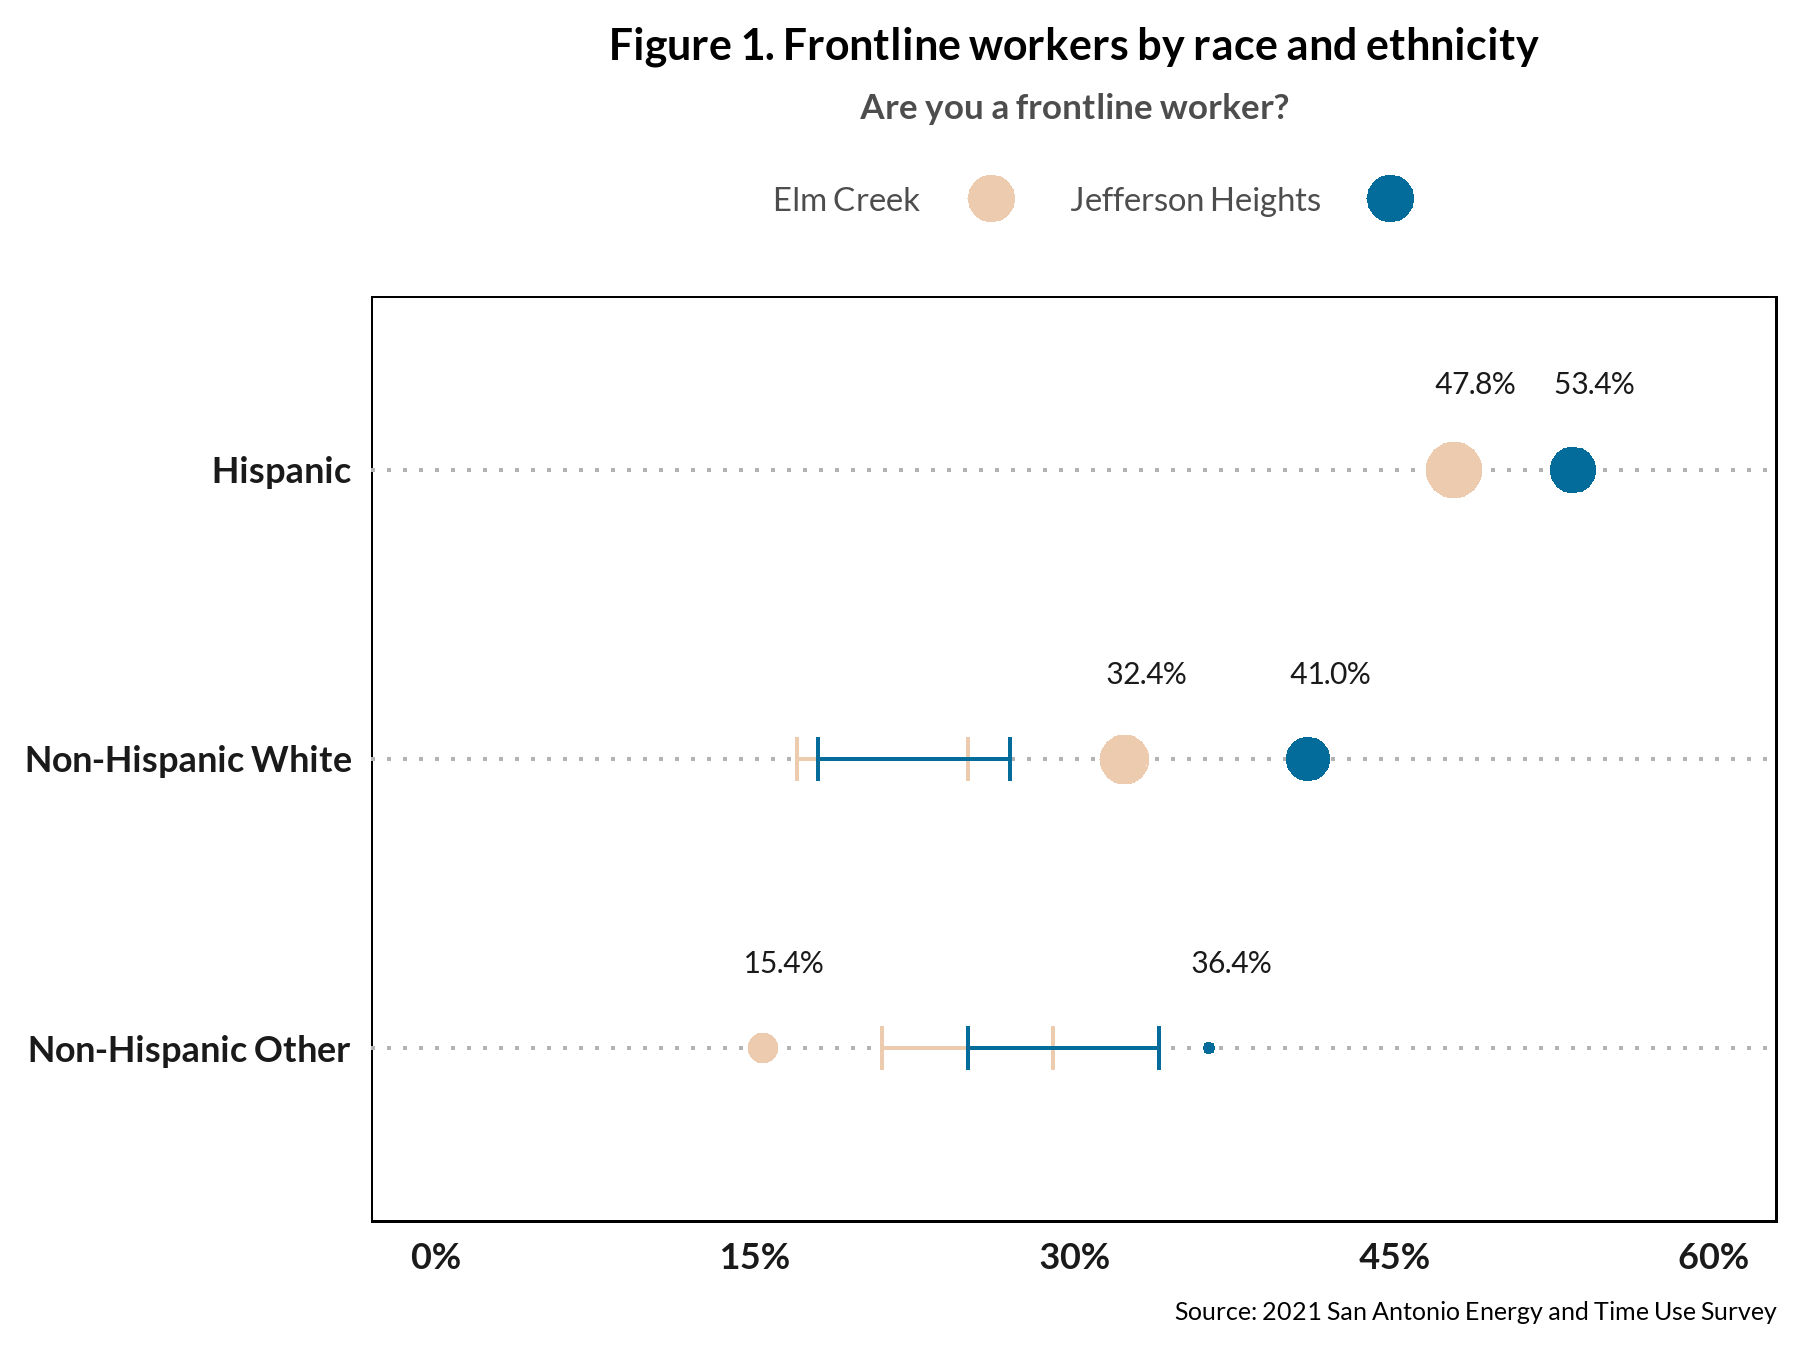 Figure 1. Frontline workers by race and ethnicity
Are you a frontline worker?
Elm Creek Jefferson Heights
47.8% 53.4%
Hispanic
32.4% 41.0%
Non-Hispanic White
15.4% 36.4%
Non-Hispanic Other
0% 15% 30% 45% 60%
Source: 2021 San Antonio Energy and Time Use Survey